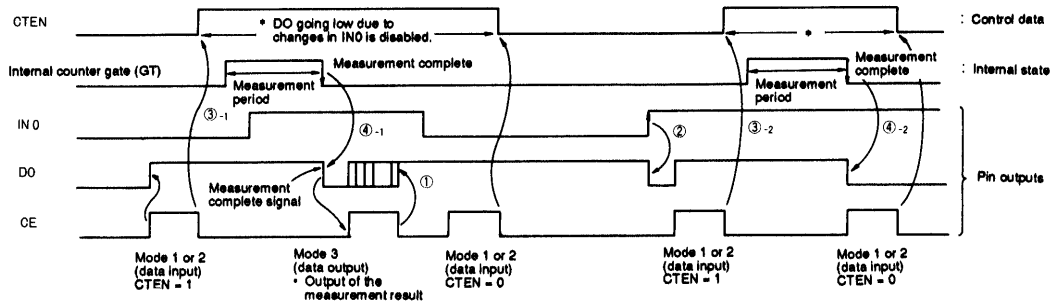 CTEN
* DO going low due to
changes in IN0 is disabled.
*
: Control data
Internal counter gate (GT)
Measurement complete
Measurement
period
Measurement
complete
Measurement
period
: Internal state
IN 0
③-1
④-1
②
③-2
④-2
DO
Measurement
complete signal
①
Pin outputs
CE
Mode 1 or 2
(data input)
CTEN = 1
Mode 3
(data output)
• Output of the
measurement result
Mode 1 or 2
(data input)
CTEN = 0
Mode 1 or 2
(data input)
CTEN = 1
Mode 1 or 2
(data input)
CTEN = 0